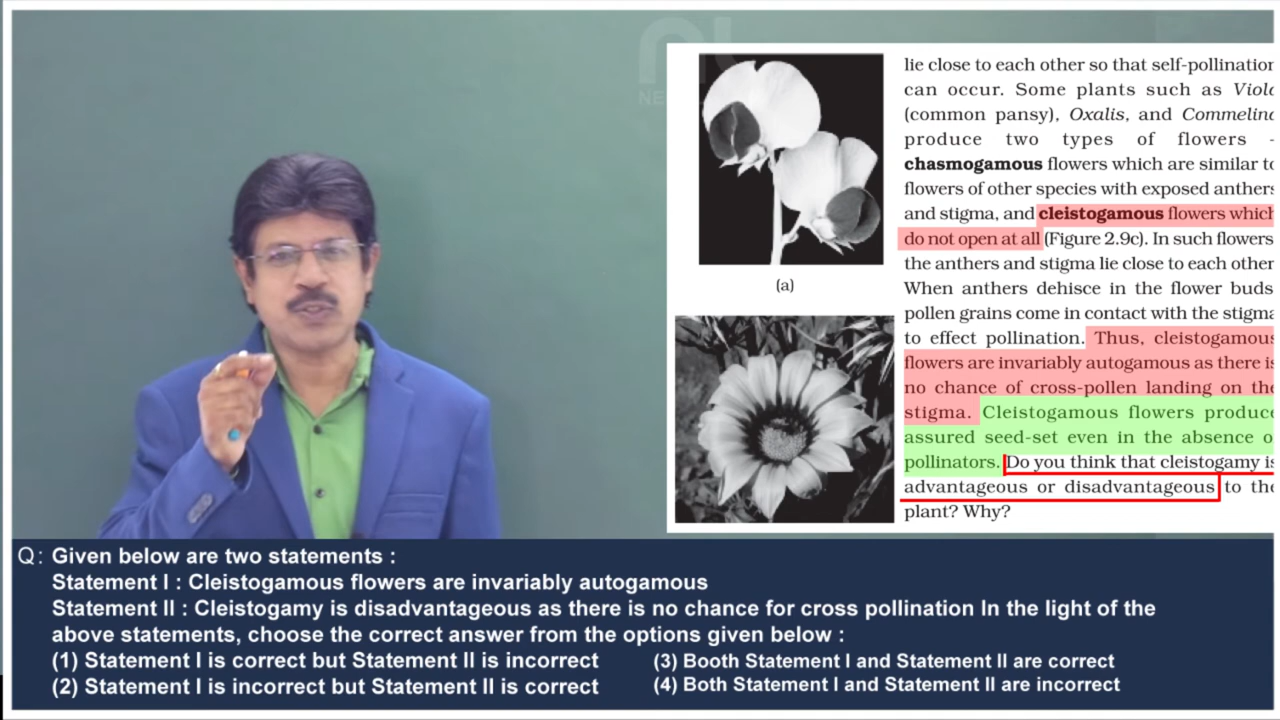 lie close to each other so that self-pollination
can occur. Some plants such as Viola
(common pansy), Oxalis, and Commelina
produce two types of flowers -
chasmogamous flowers which are similar to
flowers of other species with exposed anthers
and stigma, and cleistogamous flowers which
do not open at all (Figure 2.9c). In such flowers
the anthers and stigma lie close to each other
When anthers dehisce in the flower buds
pollen grains come in contact with the stigma
to effect pollination. Thus, cleistogamous
flowers are invariably autogamous as there is
no chance of cross-pollen landing on the
stigma. Cleistogamous flowers produce
assured seed-set even in the absence o
pollinators. Do you think that cleistogamy is
advantageous or disadvantageous to the
plant? Why?
(a)
Q: Given below are two statements :
Statement I : Cleistogamous flowers are invariably autogamous
Statement II : Cleistogamy is disadvantageous as there is no chance for cross pollination In the light of the
above statements, choose the correct answer from the options given below :
(1) Statement I is correct but Statement II is incorrect
(2) Statement I is incorrect but Statement II is correct
(3) Booth Statement I and Statement II are correct
(4) Both Statement I and Statement II are incorrect